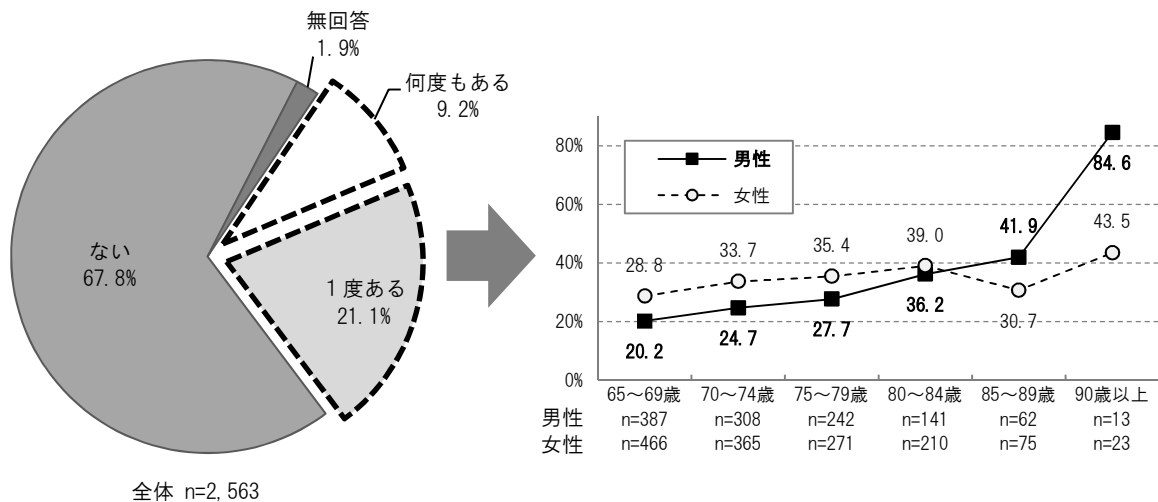 無回答
1.9%
何度もある
9.2%
ない
67.8%
１度ある
21.1%
全体 n=2,563
80%
60%
40%
20%
0%
男性
女性
28.8 33.7 35.4 39.0 30.7 43.5
20.2 24.7 27.7 36.2 41.9 84.6
65～69歳 70～74歳 75～79歳 80～84歳 85～89歳 90歳以上
男性 n=387 n=308 n=242 n=141 n=62 n=13
女性 n=466 n=365 n=271 n=210 n=75 n=23